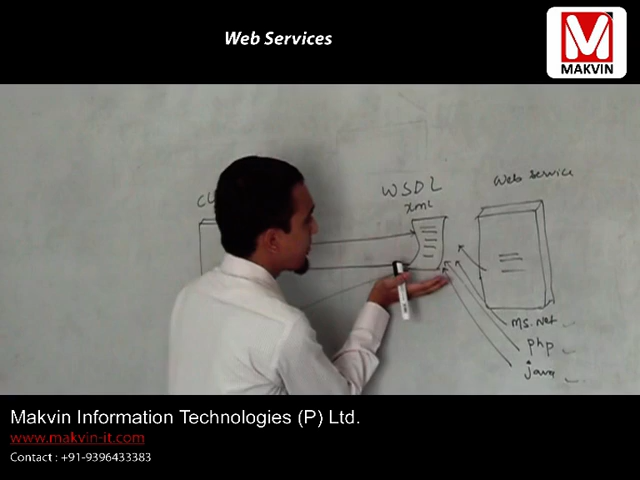 Web Services
MAKVIN
Web Service
WSDL
xml
MS.Net
php
java
Makvin Information Technologies (P) Ltd.
www.makvin-it.com
Contact : +91-9396433383